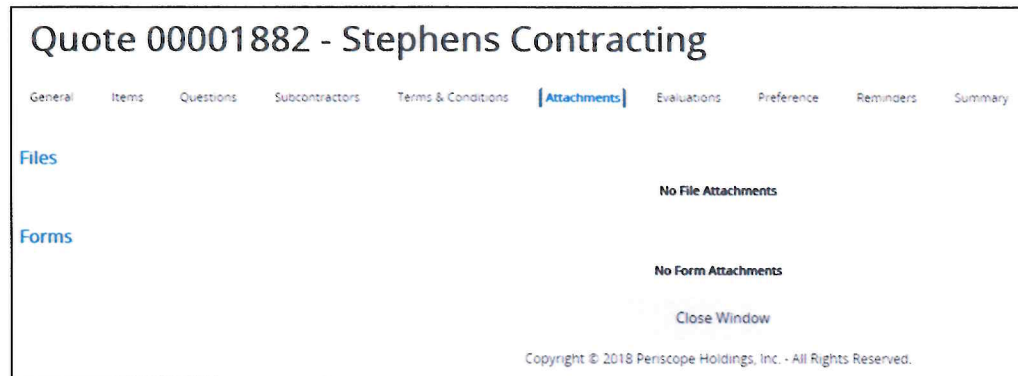 Quote 00001882 - Stephens Contracting
General Items Questions Subcontractors Terms & Conditions Attachments Evaluations Preference Reminders Summary
Files
No File Attachments
Forms
No Form Attachments
Close Window
Copyright © 2018 Periscope Holdings, Inc. - All Rights Reserved.